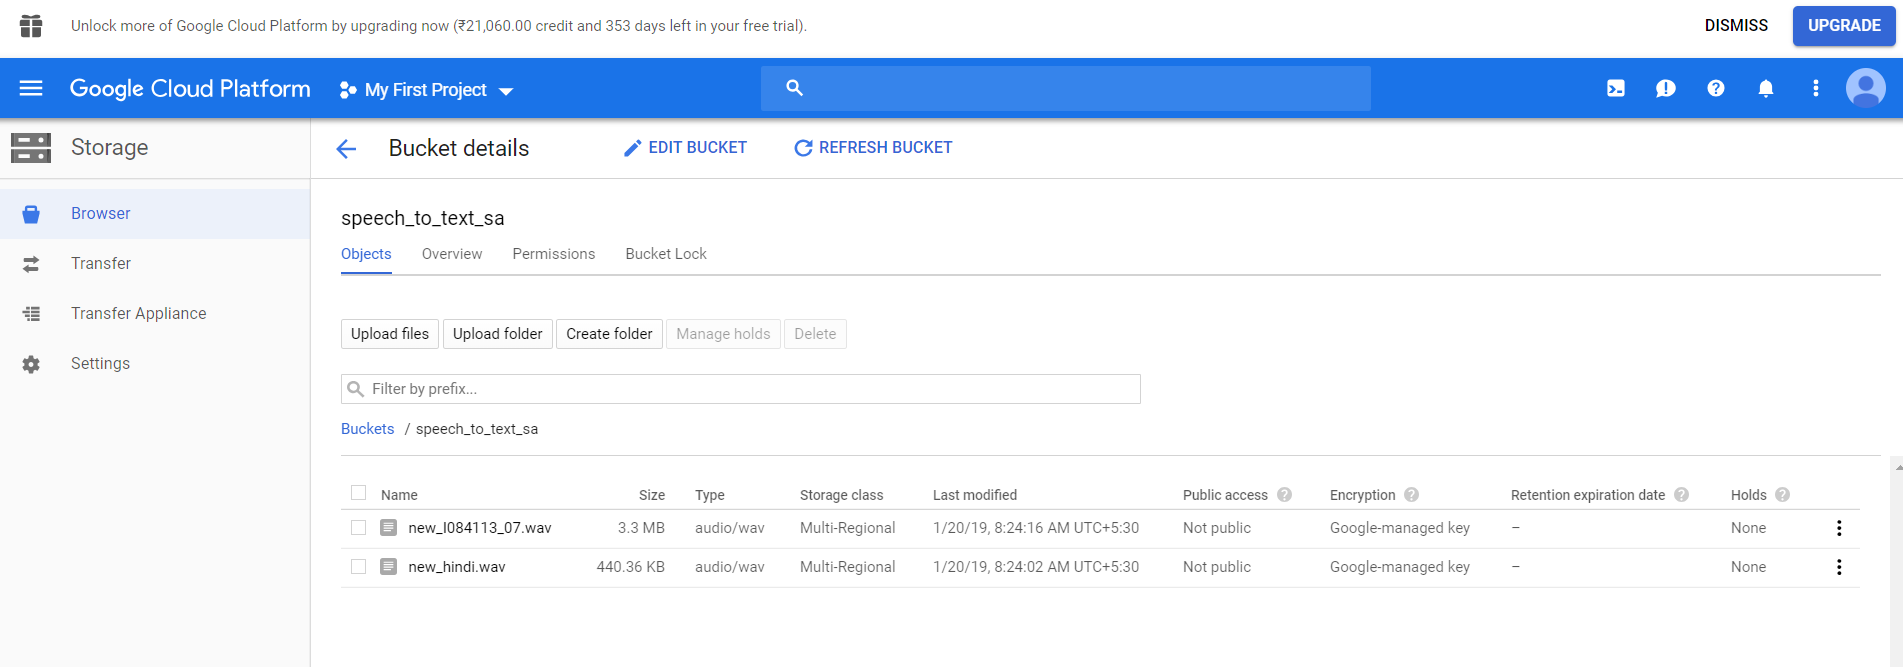 Unlock more of Google Cloud Platform by upgrading now (₹21,060.00 credit and 353 days left in your free trial).
DISMISS
UPGRADE
Google Cloud Platform
My First Project
Storage
Bucket details
EDIT BUCKET
REFRESH BUCKET
Browser
Transfer
Transfer Appliance
Settings
speech_to_text_sa
Objects Overview Permissions Bucket Lock
Upload files Upload folder Create folder Manage holds Delete
Filter by prefix...
Buckets / speech_to_text_sa
Name Size Type Storage class Last modified Public access Encryption Retention expiration date Holds
new_I084113_07.wav 3.3 MB audio/wav Multi-Regional 1/20/19, 8:24:16 AM UTC+5:30 Not public Google-managed key – None
new_hindi.wav 440.36 KB audio/wav Multi-Regional 1/20/19, 8:24:02 AM UTC+5:30 Not public Google-managed key – None